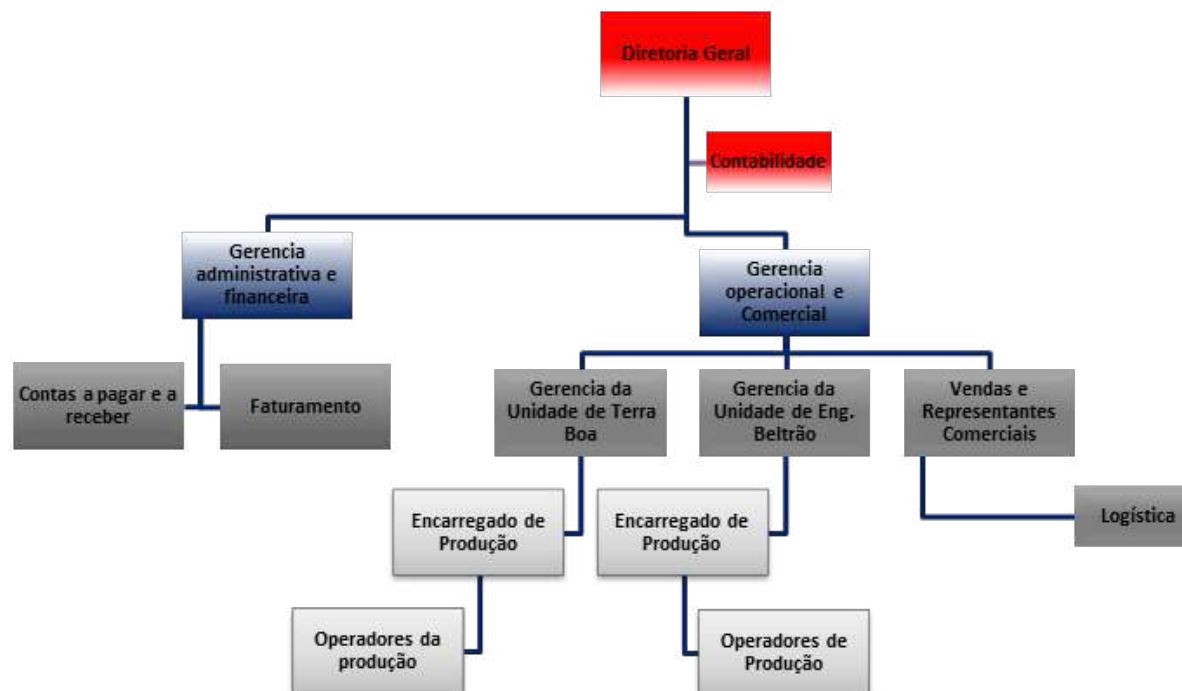 Diretoria Geral
Contabilidade
Gerencia
administrativa e
financeira
Gerencia
operacional e
Comercial
Contas a pagar e a
receber
Faturamento
Gerencia da
Unidade de Terra
Boa
Gerencia da
Unidade de Eng.
Beltrão
Vendas e
Representantes
Comerciais
Encarregado de
Produção
Encarregado de
Produção
Logística
Operadores da
produção
Operadores de
Produção